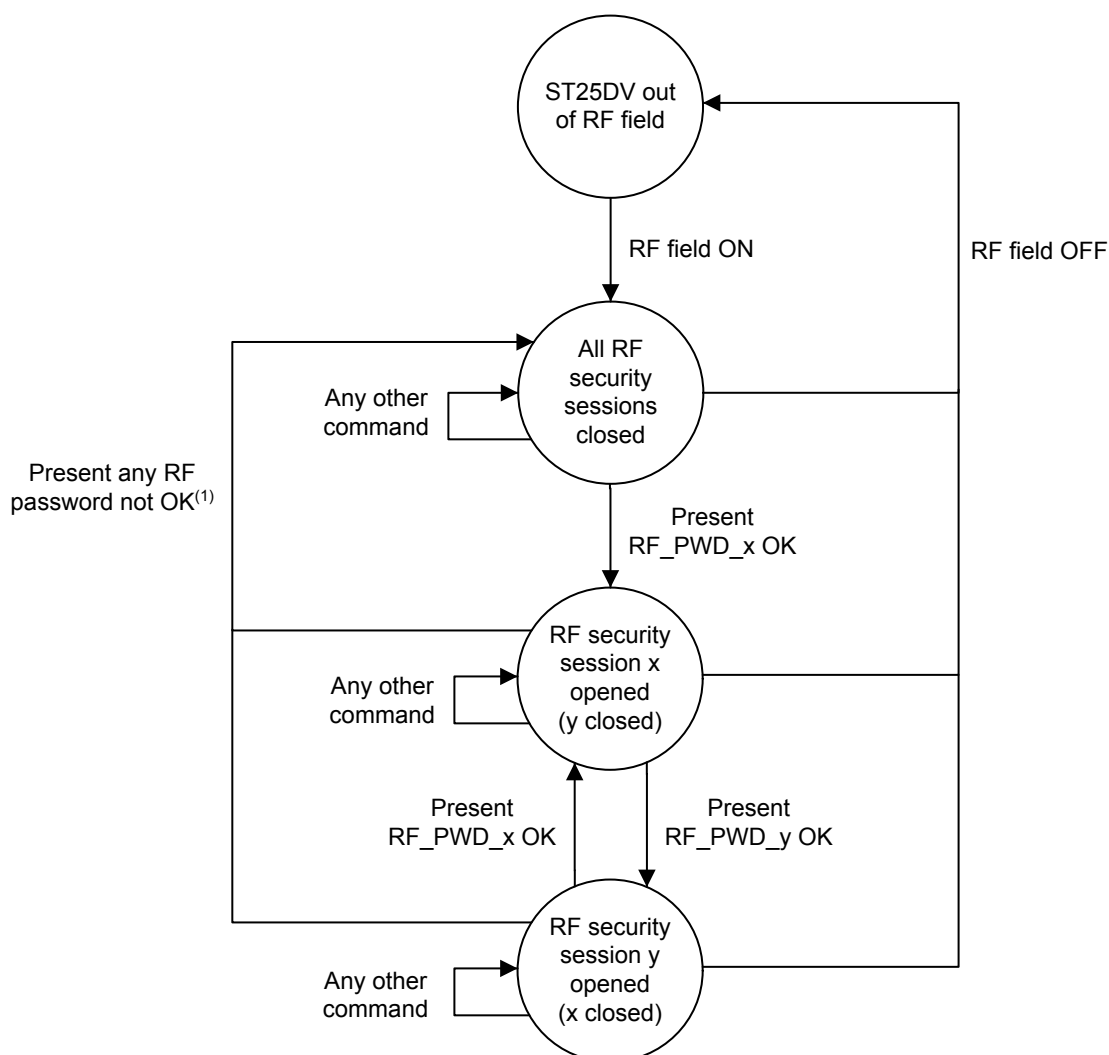 ST25DV out
of RF field
RF field ON
RF field OFF
All RF
security
sessions
closed
Any other
command
Present any RF
password not OK(1)
Present
RF_PWD_x OK
RF security
session x
opened
(y closed)
Any other
command
Present
RF_PWD_x OK
Present
RF_PWD_y OK
RF security
session y
opened
(x closed)
Any other
command